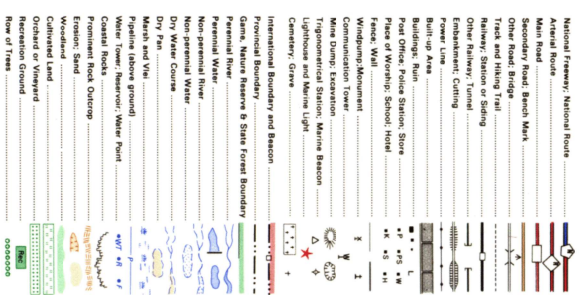 National Freeway; National Route
Arterial Route
Main Road
Secondary Road; Bench Mark
Other Road; Bridge
Track and Hiking Trail
Railway; Station or Siding
Other Railway; Tunnel
Embankment; Cutting
Power Line
Built-up Area
Buildings; Ruin L
Post Office; Police Station; Store •P •PS •W
Place of Worship; School; Hotel •K •S •H
Fence; Wall
Windpump; Monument
Communication Tower
Mine Dump; Excavation
Trigonometrical Station; Marine Beacon
Lighthouse and Marine Light
Cemetery; Grave
International Boundary and Beacon
Provincial Boundary
Game, Nature Reserve & State Forest Boundary
Perennial River
Perennial Water
Non-perennial River
Non-perennial Water
Dry Water Course
Dry Pan
Marsh and Vlei
Pipeline (above ground) P
Water Tower; Reservoir; Water Point •WT •R •F
Coastal Rocks
Prominent Rock Outcrop
Erosion; Sand
Woodland
Cultivated Land
Orchard or Vineyard
Recreation Ground Rec
Row of Trees